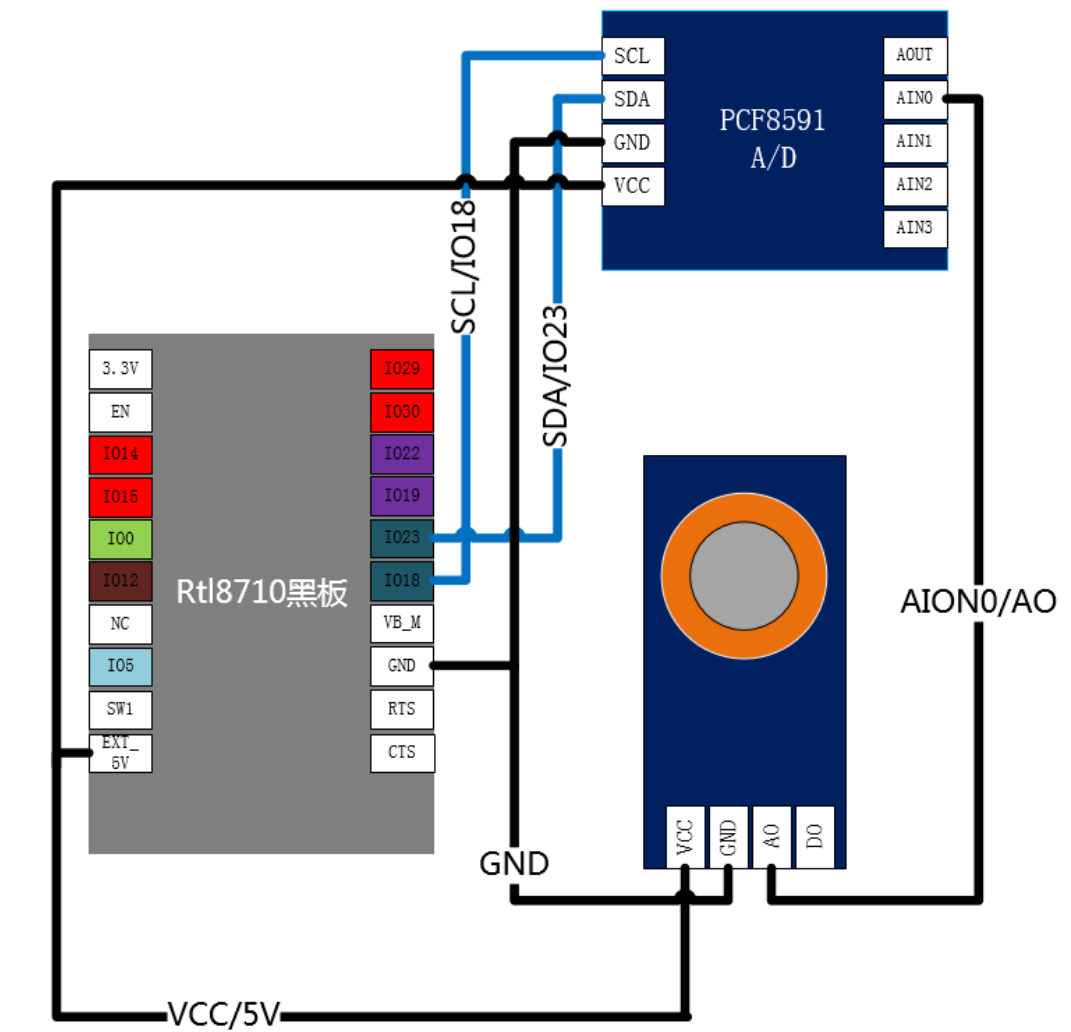 SCL
SDA
GND
VCC
PCF8591
A/D
AOUT
AIN0
AIN1
AIN2
AIN3
SCL/IO18
SDA/IO23
3.3V
EN
IO14
IO15
IO0
IO12
NC
IO5
SW1
EXT_
5V
Rtl8710黑板
IO29
IO30
IO22
IO19
IO23
IO18
VB_M
GND
RTS
CTS
AION0/AO
VCC
GND
AO
DO
GND
VCC/5V